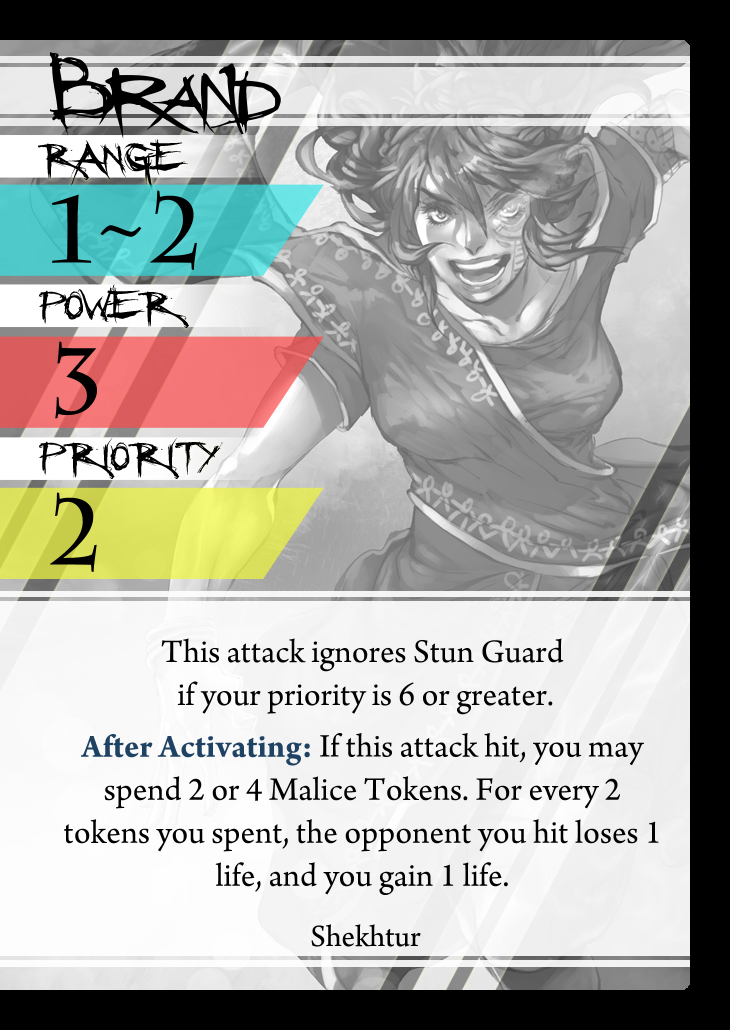 BRAND
RANGE
1~2
POWER
3
PRIORITY
2
This attack ignores Stun Guard
if your priority is 6 or greater.
After Activating: If this attack hit, you may
spend 2 or 4 Malice Tokens. For every 2
tokens you spent, the opponent you hit loses 1
life, and you gain 1 life.
Shekhtur